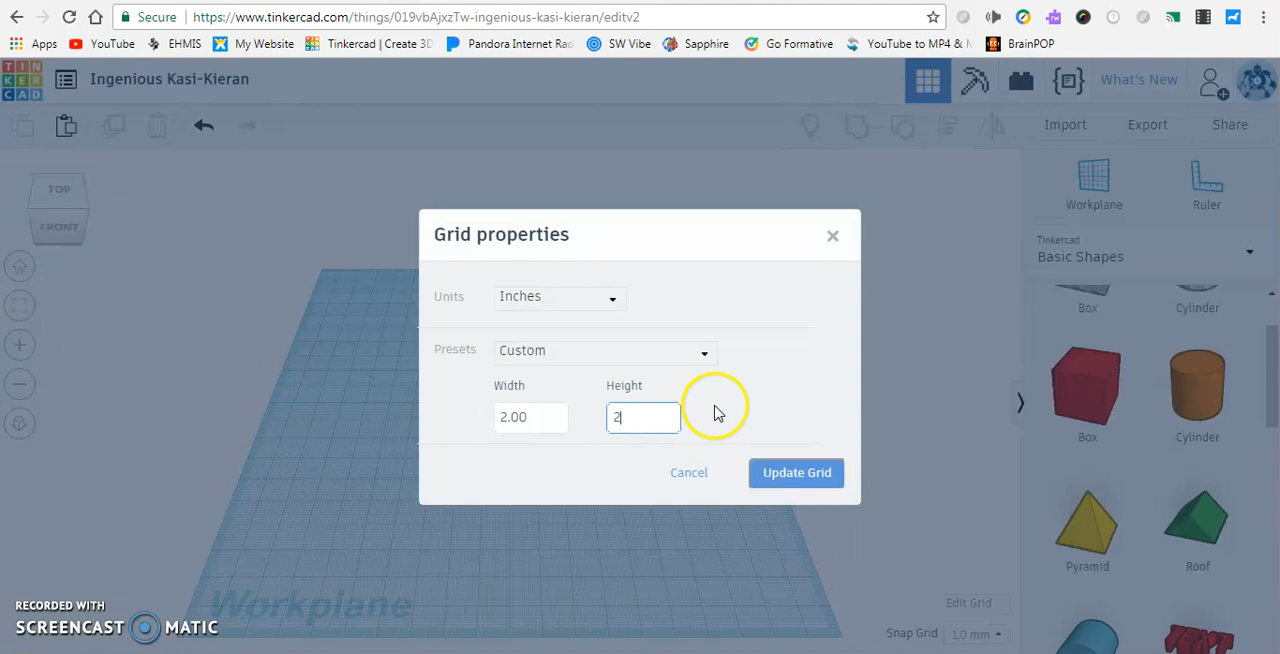 Secure | https://www.tinkercad.com/things/019vbAjxzTw-ingenious-kasi-kieran/editv2
Apps YouTube EHMIS My Website Tinkercad | Create 3D Pandora Internet Rad SW Vibe Sapphire Go Formative YouTube to MP4 & M BrainPOP
TIN
KER
CAD
Ingenious Kasi-Kieran
What's New
Import Export Share
TOP
FRONT
Workplane Ruler
Tinkercad
Basic Shapes
Box Cylinder
Box Cylinder
Pyramid Roof
Grid properties
Units Inches
Presets Custom
Width Height
2.00 2
Cancel Update Grid
Workplane
Edit Grid
Snap Grid 1.0 mm
RECORDED WITH
SCREENCAST MATIC